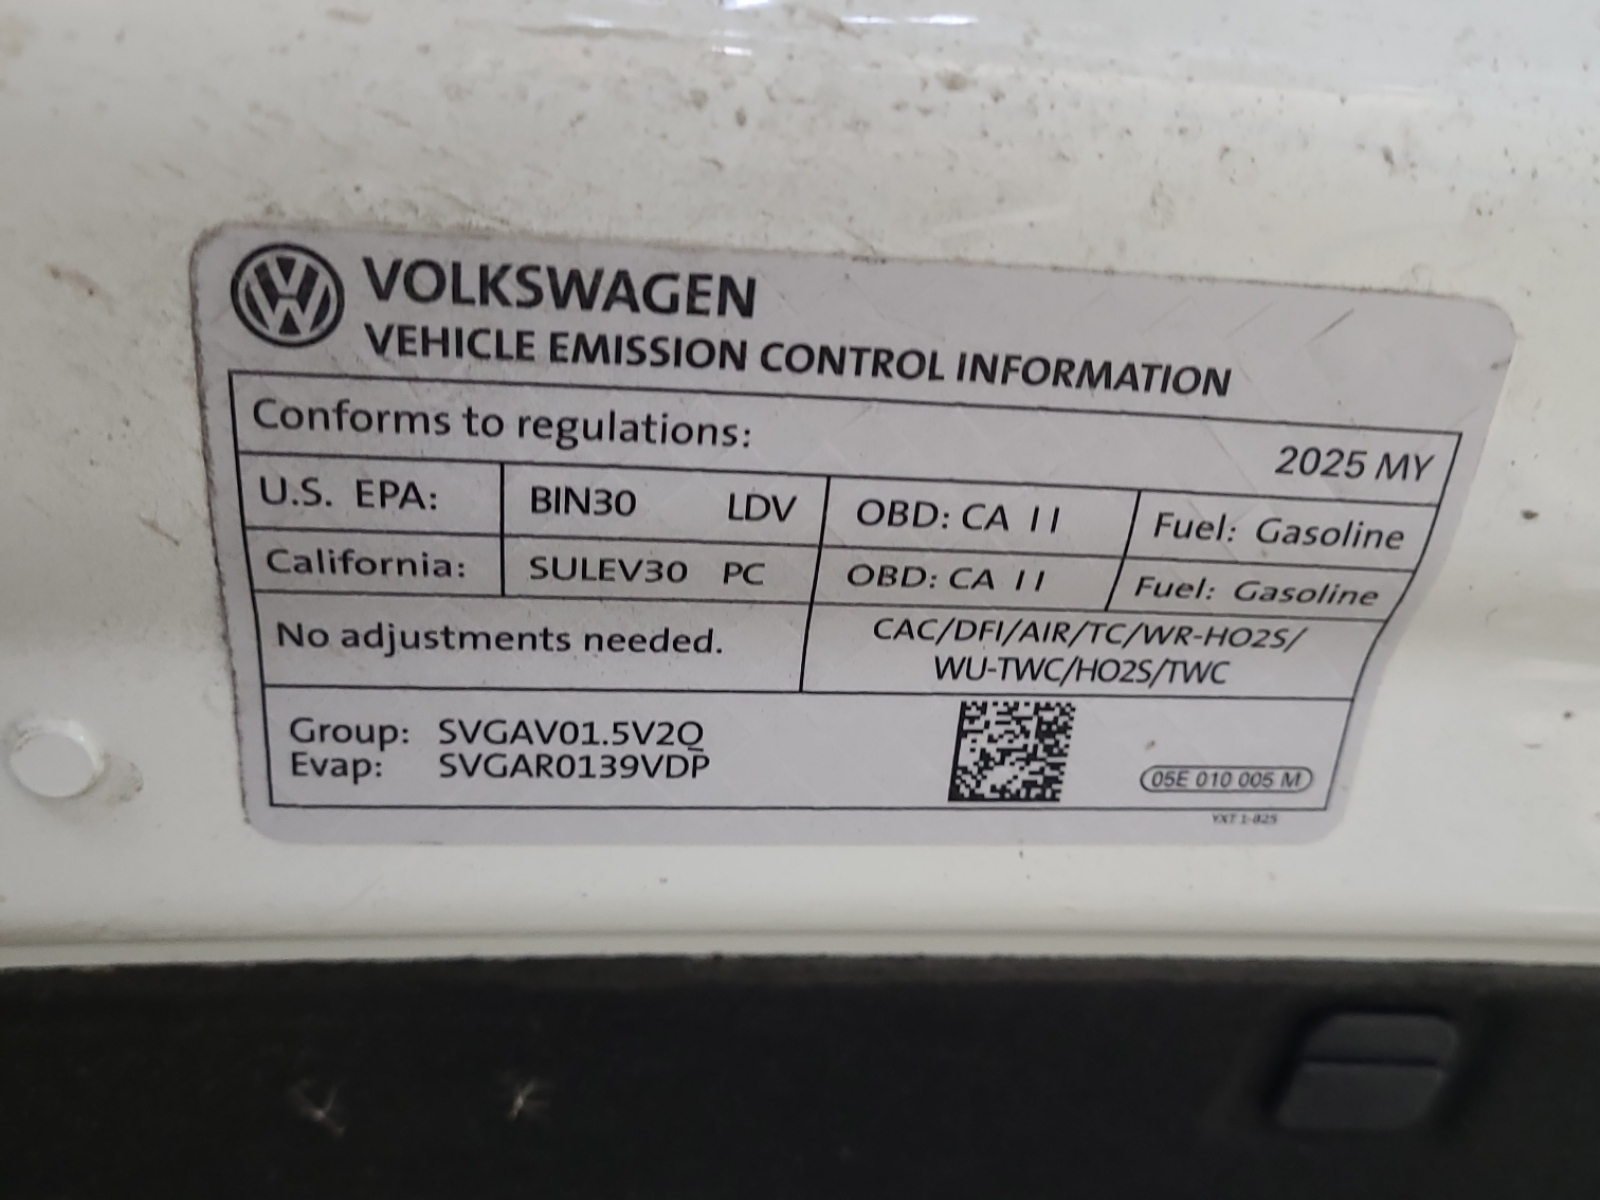 VOLKSWAGEN
VEHICLE EMISSION CONTROL INFORMATION
Conforms to regulations: 2025 MY
U.S. EPA: BIN30 LDV OBD: CA II Fuel: Gasoline
California: SULEV30 PC OBD: CA II Fuel: Gasoline
No adjustments needed. CAC/DFI/AIR/TC/WR-HO2S/
WU-TWC/HO2S/TWC
Group: SVGAV01.5V2Q
Evap: SVGAR0139VDP
05E 010 005 M